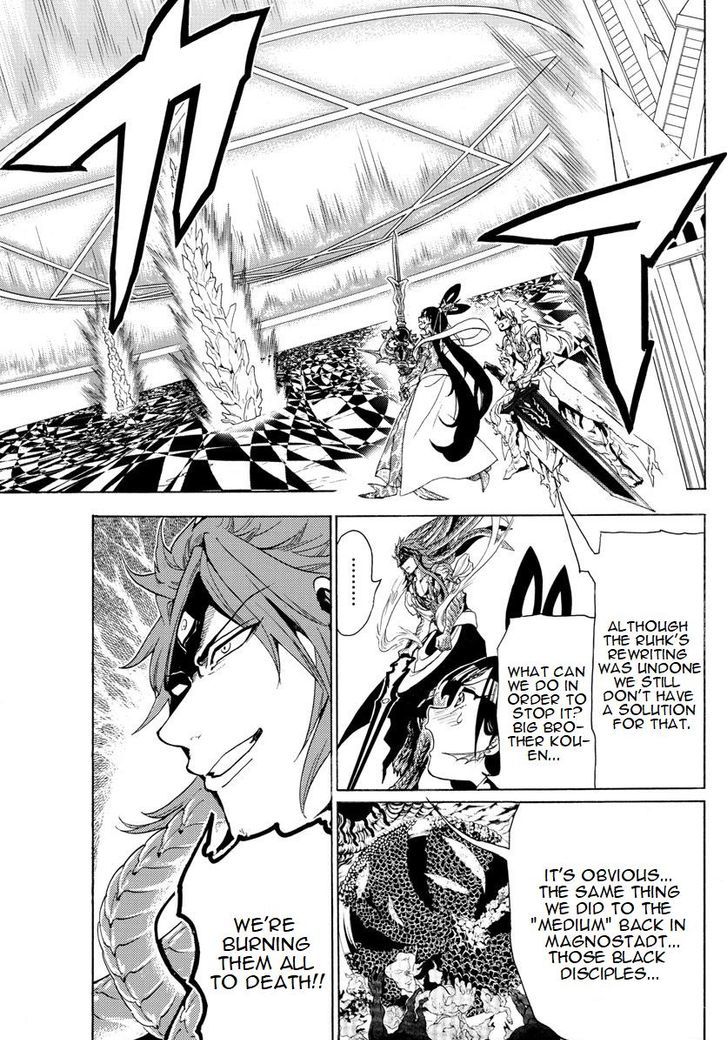 カッ
ALTHOUGH
THE RUHK'S
REWRITING
WAS UNDONE
WE STILL
DON'T HAVE
A SOLUTION
FOR THAT.
WHAT CAN
WE DO IN
ORDER TO
STOP IT?
BIG BRO-
THER KOU-
EN...
........
IT'S OBVIOUS...
THE SAME THING
WE DID TO THE
"MEDIUM" BACK IN
MAGNOSTADT...
THOSE BLACK
DISCIPLES...
WE'RE
BURNING
THEM ALL
TO DEATH!!